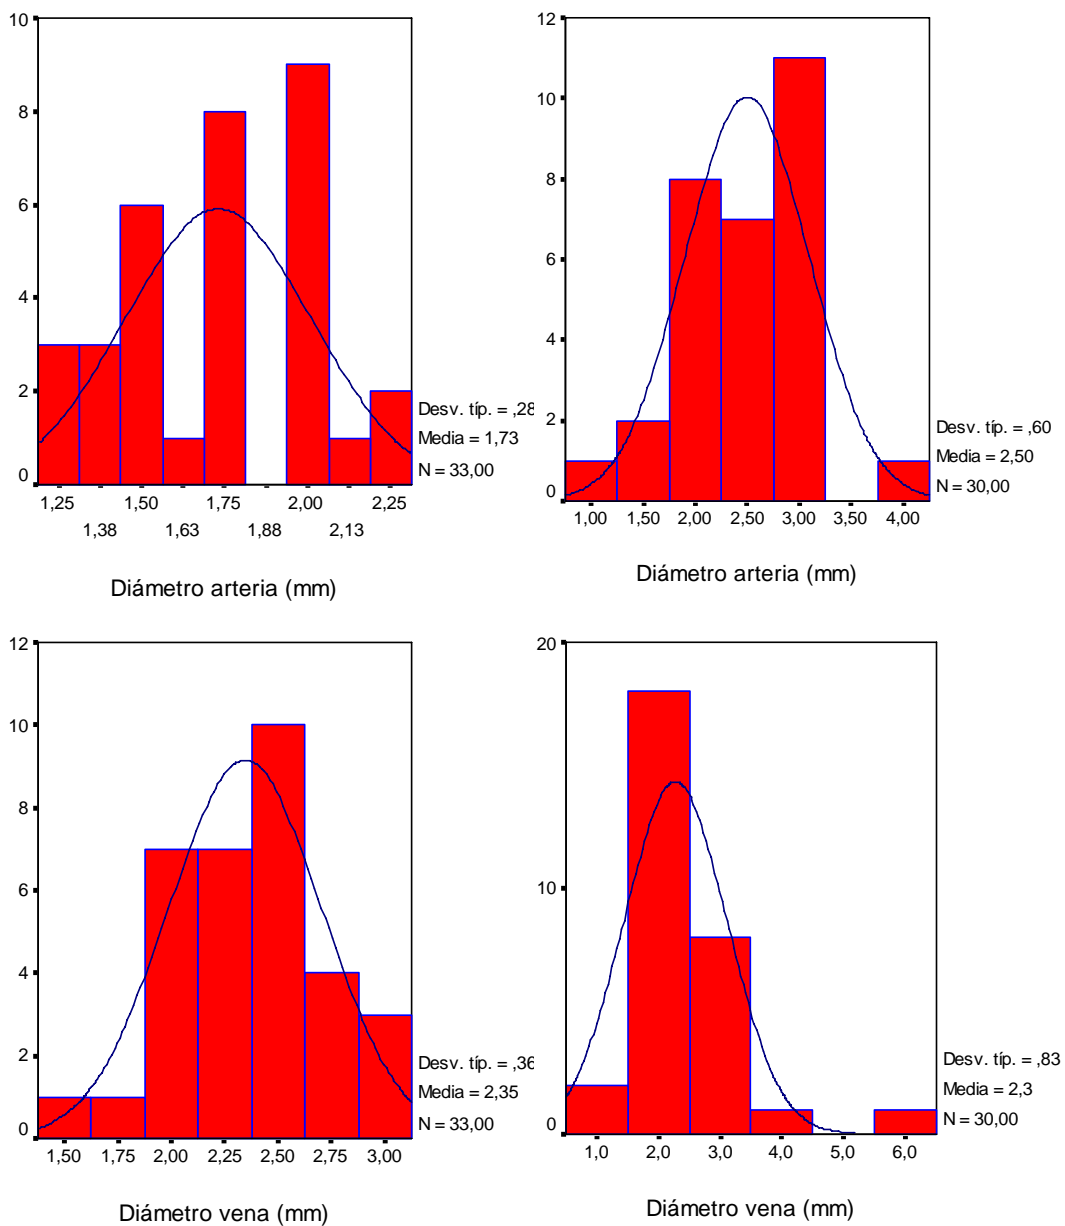 10
8
6
4
2
0
Desv. típ. = ,28
Media = 1,73
N = 33,00
1,25 1,50 1,75 2,00 2,25
1,38 1,63 1,88 2,13
Diámetro arteria (mm)
12
10
8
6
4
2
0
Desv. típ. = ,60
Media = 2,50
N = 30,00
1,00 1,50 2,00 2,50 3,00 3,50 4,00
Diámetro arteria (mm)
12
10
8
6
4
2
0
Desv. típ. = ,36
Media = 2,35
N = 33,00
1,50 1,75 2,00 2,25 2,50 2,75 3,00
Diámetro vena (mm)
20
10
0
Desv. típ. = ,83
Media = 2,3
N = 30,00
1,0 2,0 3,0 4,0 5,0 6,0
Diámetro vena (mm)